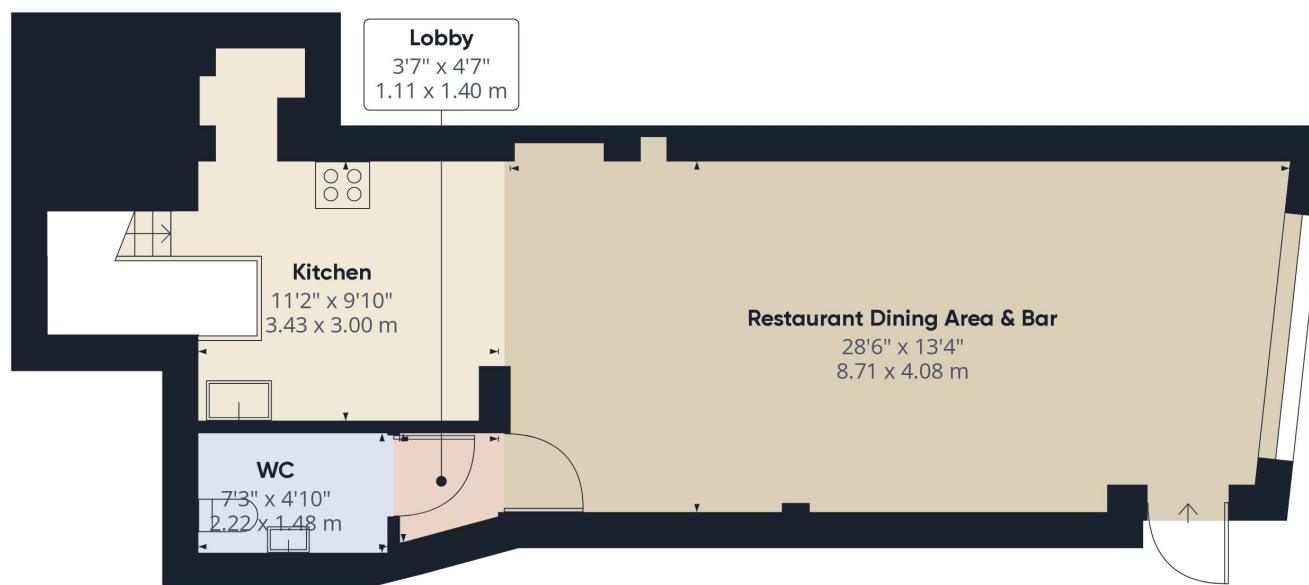 Lobby
3'7" x 4'7"
1.11 x 1.40 m
Kitchen
11'2" x 9'10"
3.43 x 3.00 m
Restaurant Dining Area & Bar
28'6" x 13'4"
8.71 x 4.08 m
WC
7'3" x 4'10"
2.22 x 1.48 m